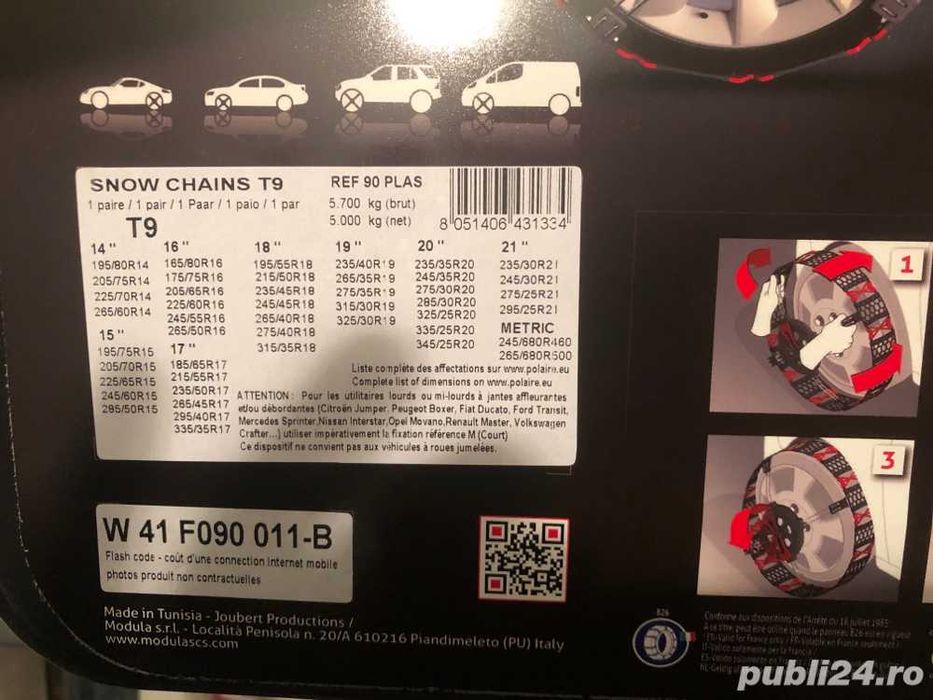 SNOW CHAINS T9
REF 90 PLAS
1 paire / 1 pair / 1 Paar / 1 paio / 1 par
5.700 kg (brut)
T9
5.000 kg (net)
8 051406 431334
14 "
195/80R14
205/75R14
225/70R14
265/60R14
15 "
195/75R15
205/70R15
225/65R15
245/60R15
285/50R15
16 "
165/80R16
175/75R16
205/65R16
225/60R16
245/55R16
265/50R16
17 "
185/65R17
215/55R17
235/50R17
265/45R17
295/40R17
335/35R17
18 "
195/55R18
215/50R18
235/45R18
245/45R18
265/40R18
275/40R18
315/35R18
19 "
235/40R19
265/35R19
275/35R19
315/30R19
325/30R19
20 "
235/35R20
245/35R20
275/30R20
285/30R20
325/25R20
335/25R20
345/25R20
21 "
235/30R21
245/30R21
275/25R21
295/25R21
METRIC
245/680R460
265/680R500
Liste complète des affectations sur www.polaire.eu
Complete list of dimensions on www.polaire.eu
ATTENTION : Pour les utilitaires lourds ou mi-lourds à jantes affleurantes
et/ou débordantes (Citroën Jumper, Peugeot Boxer, Fiat Ducato, Ford Transit,
Mercedes Sprinter,Nissan Interstar,Opel Movano,Renault Master, Volkswagen
Crafter...) utiliser impérativement la fixation référence M (Court)
Ce dispositif ne convient pas aux véhicules à roues jumelées.
W 41 F090 011-B
Flash code - coût d'une connection internet mobile
photos produit non contractuelles
Made in Tunisia - Joubert Productions /
Modula s.r.l. - Località Penisola n. 20/A 610216 Piandimeleto (PU) Italy
www.modulascs.com
1
3
B26
Conforme aux dispositions de l'Arrêté du 18 juillet 1985:
publi24.ro